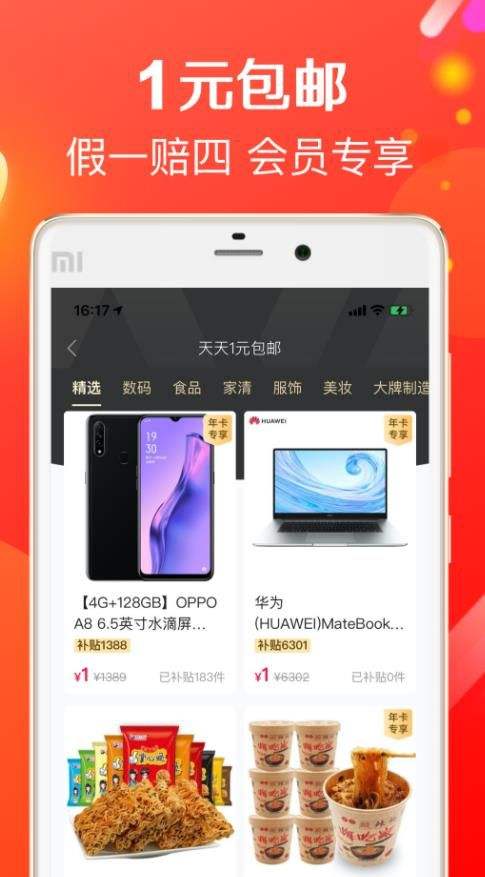 1元包邮
假一赔四 会员专享
mi
16:17
天天1元包邮
精选 数码 食品 家清 服饰 美妆 大牌制造
年卡
专享
19
30
HUAWEI
年卡
专享
【4G+128GB】OPPO
A8 6.5英寸水滴屏...
补贴1388
¥1 ¥1389 已补贴183件
华为
(HUAWEI)MateBook...
补贴6301
¥1 ¥6302 已补贴0件
年卡
专享
嗨吃家